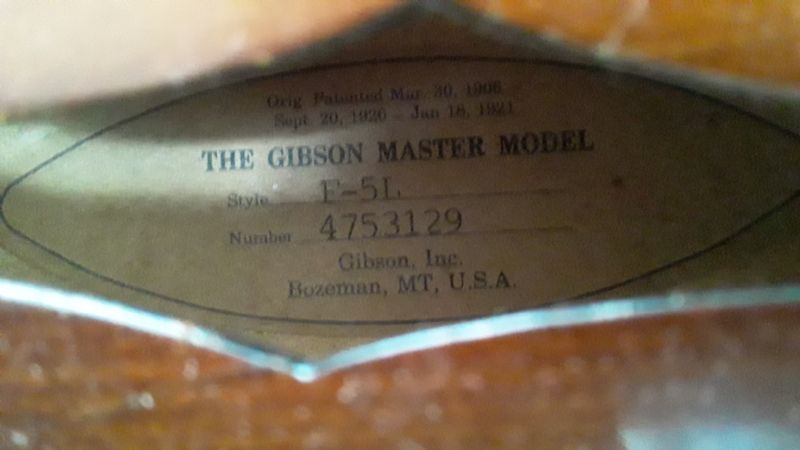 Orig Patented Mar 30, 1906
Sept 20, 1926 - Jan 18, 1921
THE GIBSON MASTER MODEL
Style F-5L
Number 4753129
Gibson, Inc.
Bozeman, MT, U.S.A.